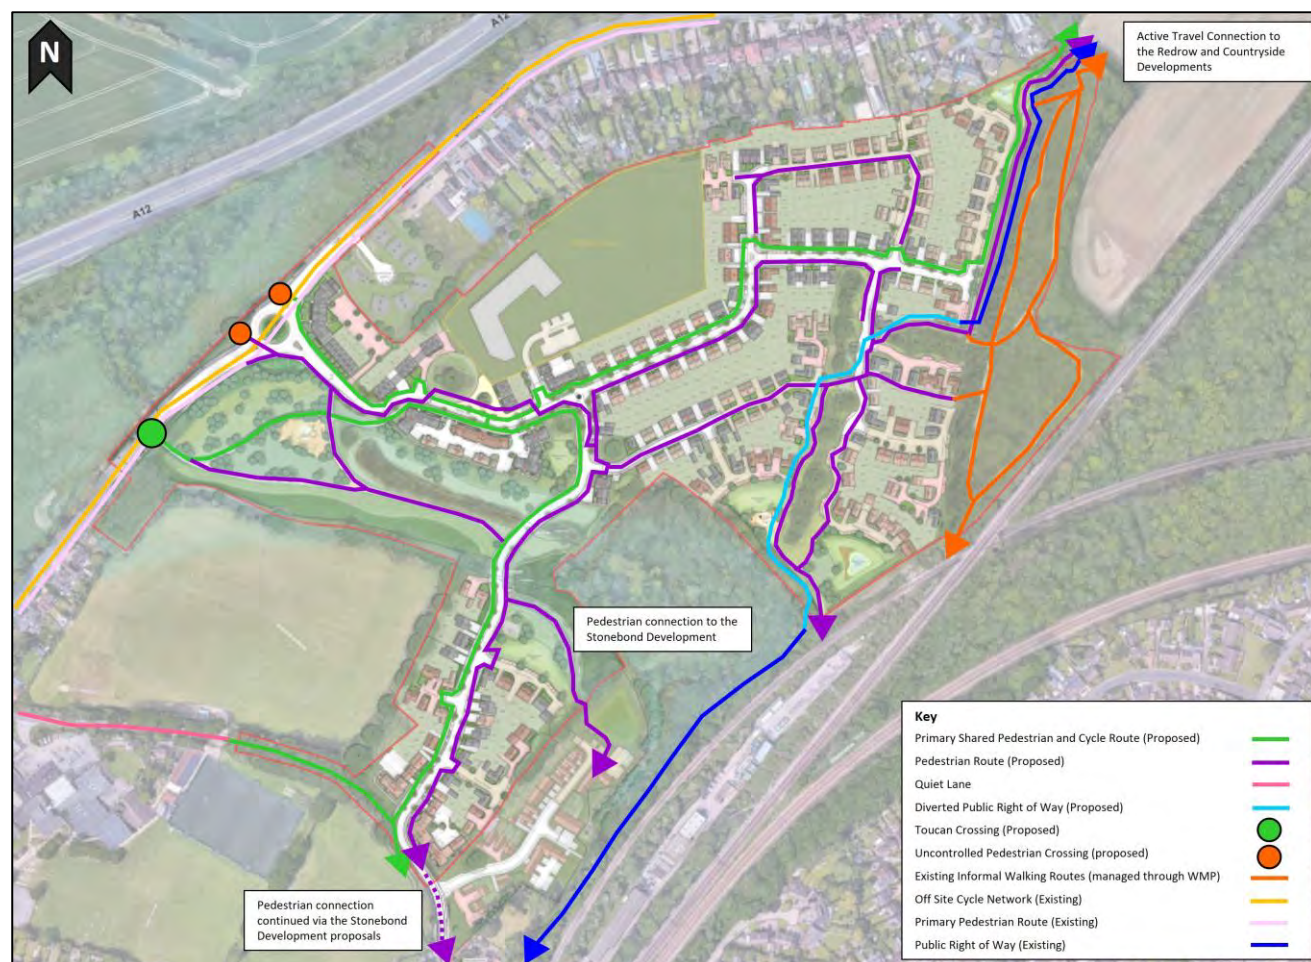 N
A12
A12
Active Travel Connection to
the Redrow and Countryside
Developments
Pedestrian connection to the
Stonebond Development
Pedestrian connection
continued via the Stonebond
Development proposals
Key
Primary Shared Pedestrian and Cycle Route (Proposed)
Pedestrian Route (Proposed)
Quiet Lane
Diverted Public Right of Way (Proposed)
Toucan Crossing (Proposed)
Uncontrolled Pedestrian Crossing (proposed)
Existing Informal Walking Routes (managed through WMP)
Off Site Cycle Network (Existing)
Primary Pedestrian Route (Existing)
Public Right of Way (Existing)